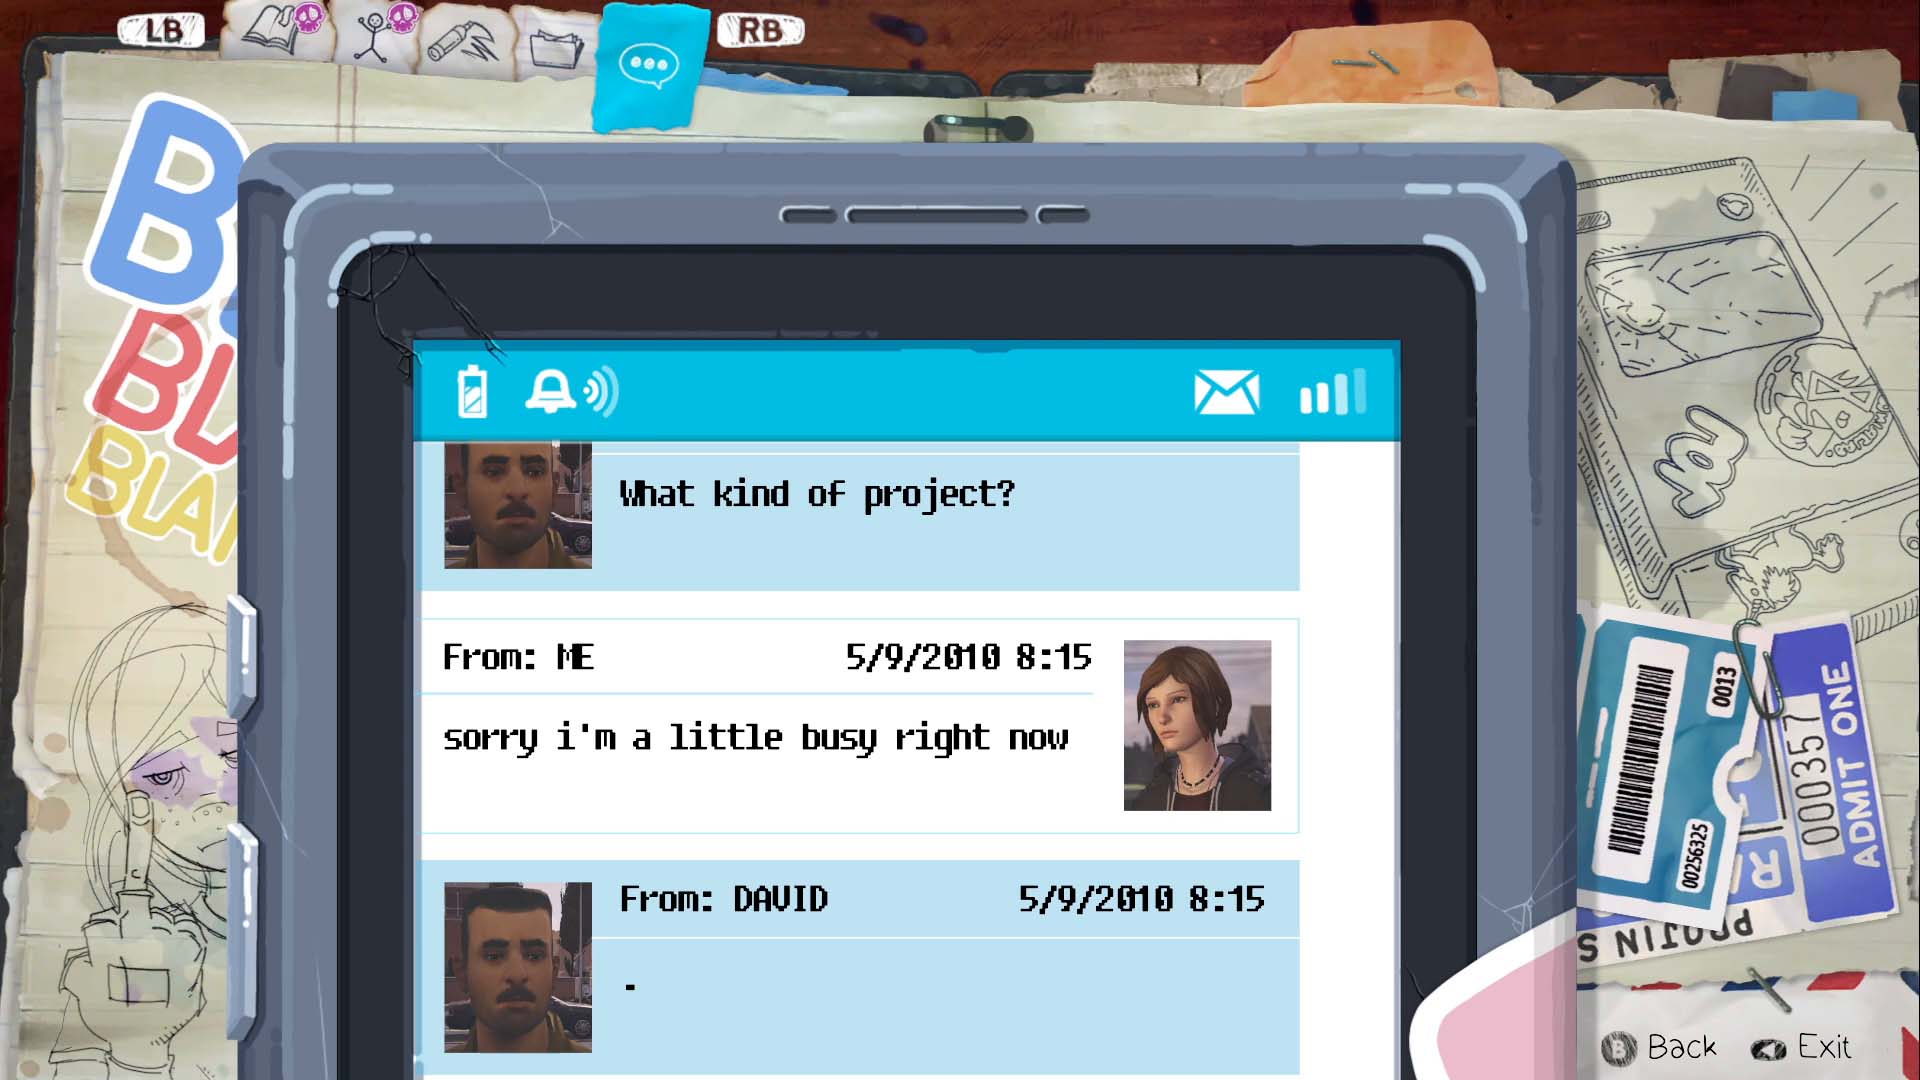 LB
RB
What kind of project?
From: ME 5/9/2010 8:15
sorry i'm a little busy right now
From: DAVID 5/9/2010 8:15
-
0013
00256325
000357
ADMIT ONE
B Back
Exit